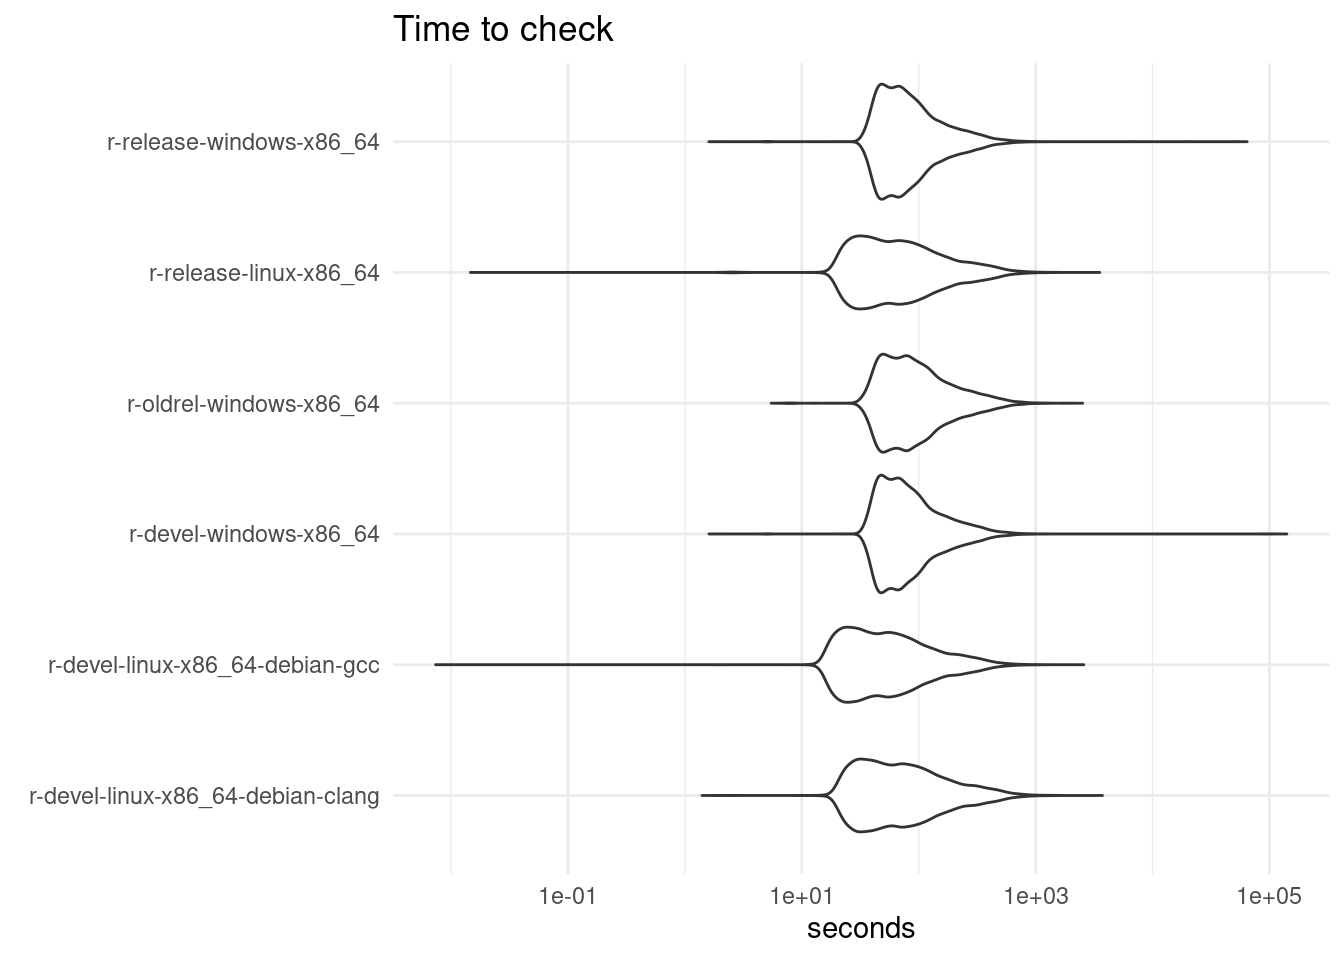 Time to check
r-release-windows-x86_64
r-release-linux-x86_64
r-oldrel-windows-x86_64
r-devel-windows-x86_64
r-devel-linux-x86_64-debian-gcc
r-devel-linux-x86_64-debian-clang
1e-01 1e+01 1e+03 1e+05
seconds